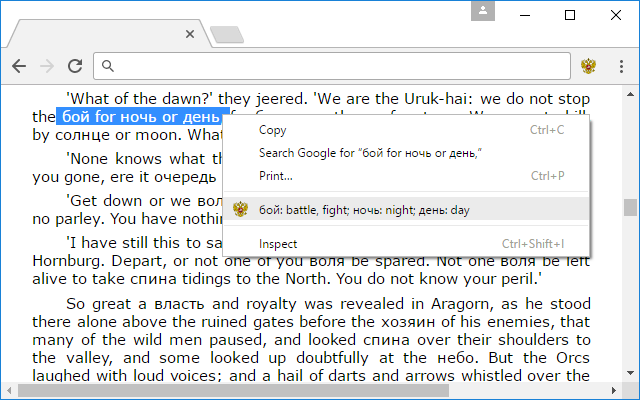 'What of the dawn?' they jeered. 'We are the Uruk-hai: we do not stop
the бой for ночь or день,
by солнце or moon. What
'None knows what th
you gone, ere it очередь
'Get down or we вол
no parley. You have nothin
'I have still this to sa
Hornburg. Depart, or not one of you воля be spared. Not one воля be left
alive to take спина tidings to the North. You do not know your peril.'
So great a власть and royalty was revealed in Aragorn, as he stood
there alone above the ruined gates before the хозяин of his enemies, that
many of the wild men paused, and looked спина over their shoulders to
the valley, and some looked up doubtfully at the небо. But the Orcs
laughed with loud voices; and a hail of darts and arrows whistled over the
Copy Ctrl+C
Search Google for “бой for ночь or день,”
Print... Ctrl+P
бой: battle, fight; ночь: night; день: day
Inspect Ctrl+Shift+I